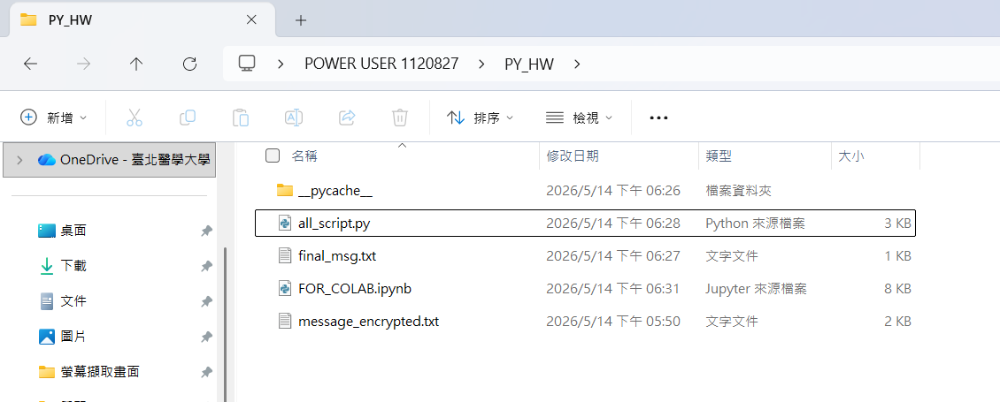 PY_HW
POWER USER 1120827 > PY_HW >
新增 排序 檢視
OneDrive - 臺北醫學大學
桌面
下載
文件
圖片
螢幕擷取畫面
名稱 修改日期 類型 大小
__pycache__ 2026/5/14 下午 06:26 檔案資料夾
all_script.py 2026/5/14 下午 06:28 Python 來源檔案 3 KB
final_msg.txt 2026/5/14 下午 06:27 文字文件 1 KB
FOR_COLAB.ipynb 2026/5/14 下午 06:31 Jupyter 來源檔案 8 KB
message_encrypted.txt 2026/5/14 下午 05:50 文字文件 2 KB